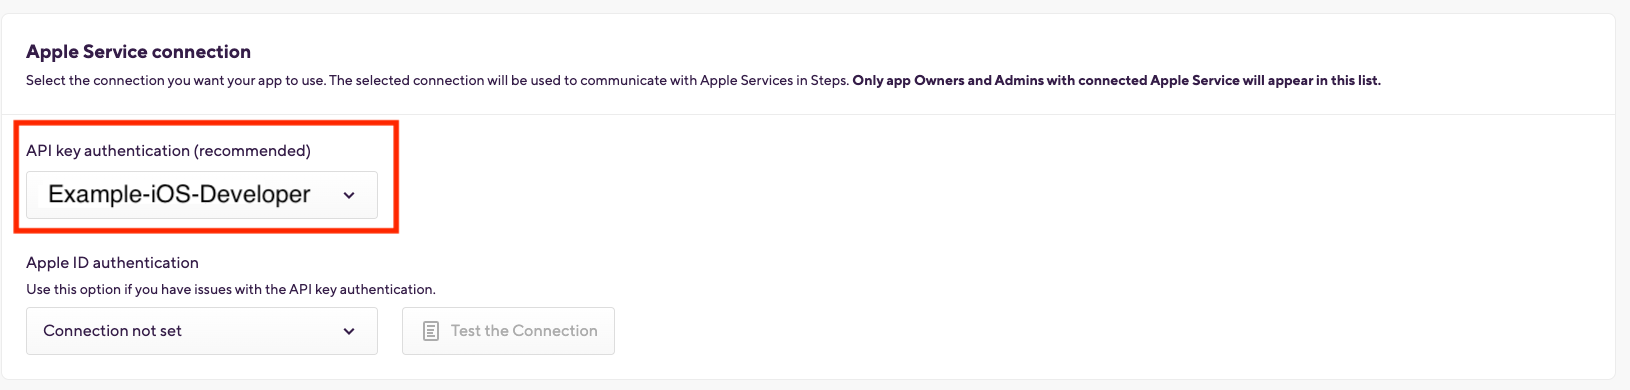 Apple Service connection
Select the connection you want your app to use. The selected connection will be used to communicate with Apple Services in Steps. Only app Owners and Admins with connected Apple Service will appear in this list.
API key authentication (recommended)
Example-iOS-Developer
Apple ID authentication
Use this option if you have issues with the API key authentication.
Connection not set
Test the Connection